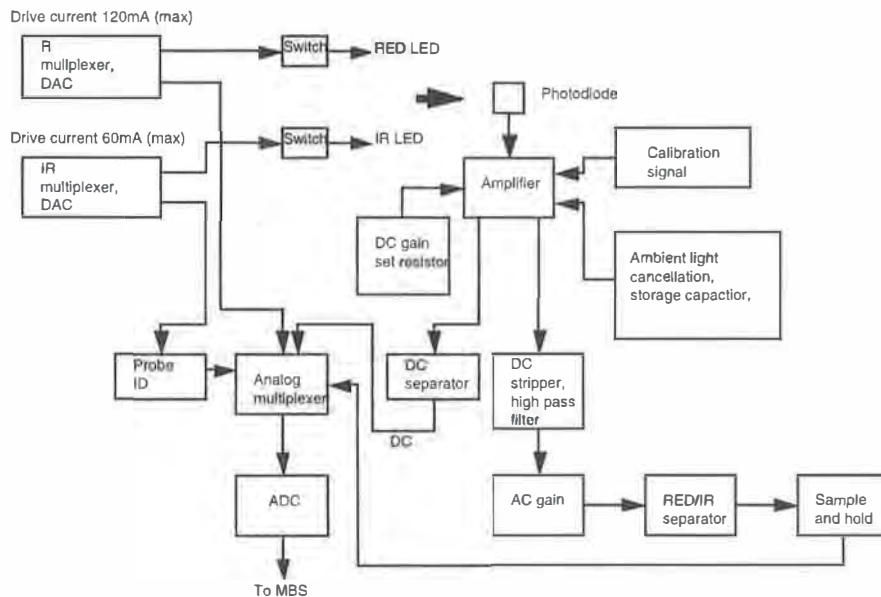 Drive current 120mA (max)
R
mullplexer,
DAC
Switch
RED LED
Photodiode
Drive current 60mA (max)
IR
multiplexer,
DAC
Switch
IR LED
Amplifier
Calibration
signal
DC gain
set resistor
Ambient light
cancellation,
storage capactior,
Probe
ID
Analog
multiplexer
DC
separator
DC
stripper,
high pass
filter
DC
ADC
AC gain
RED/IR
separator
Sample
and hold
To MBS